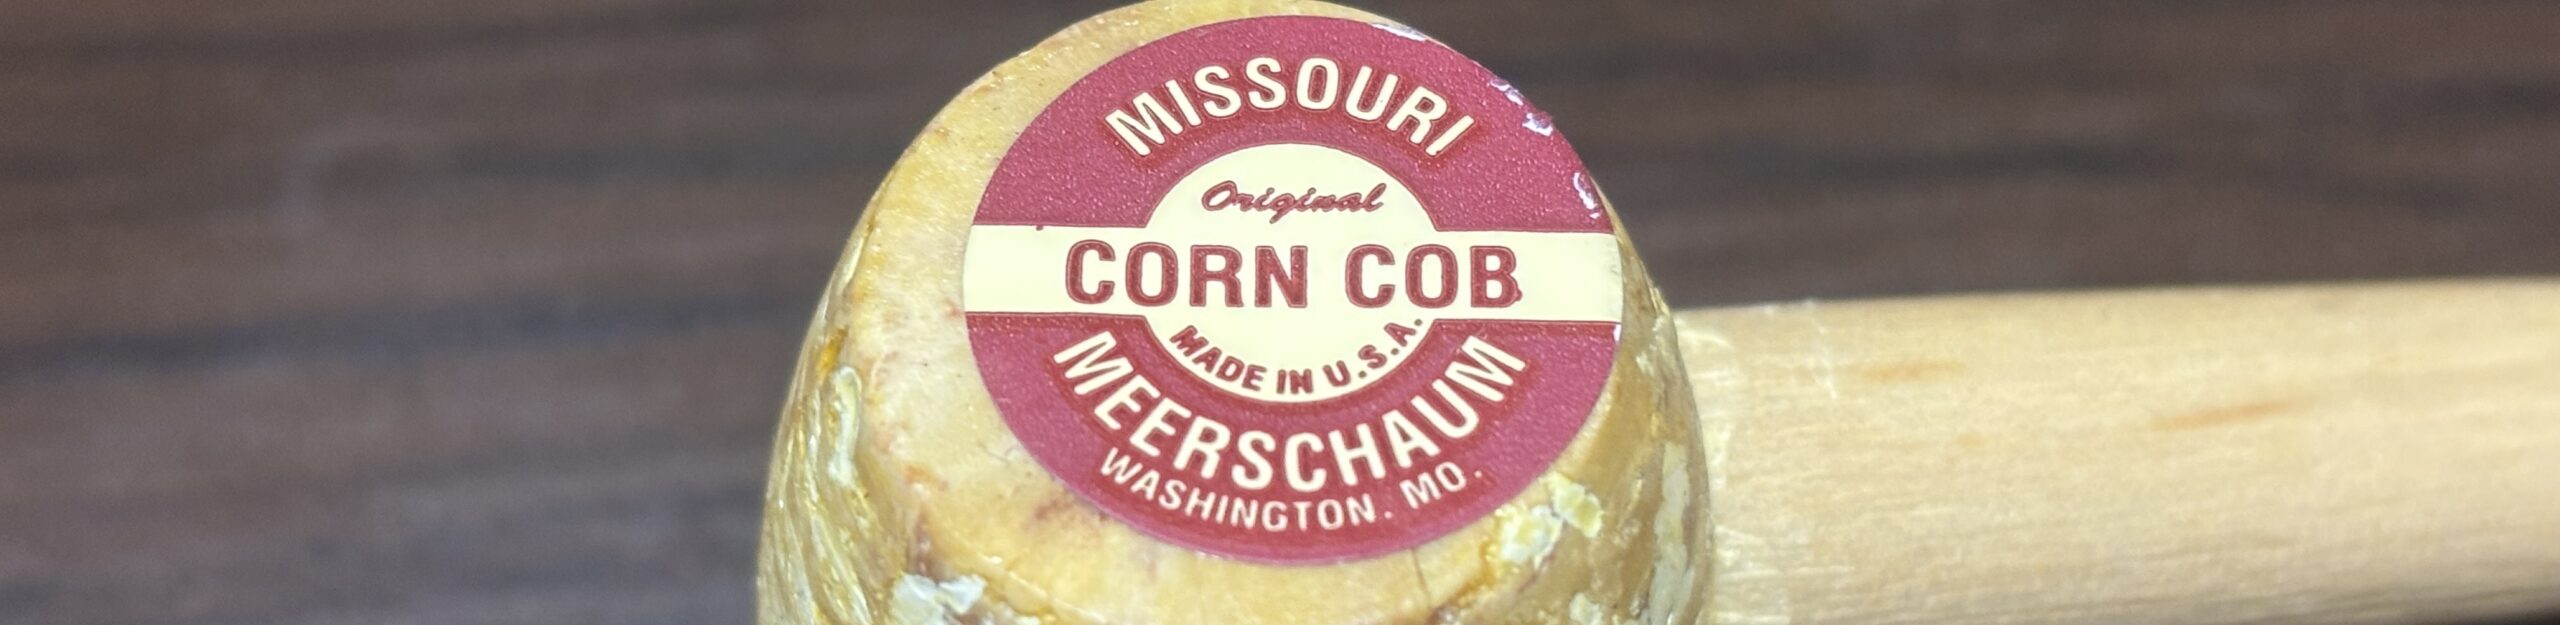 MISSOURI
Original
CORN COB
MADE IN U.S.A.
MEERSCHAUM
WASHINGTON. MO.